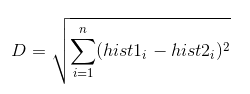 D = \sqrt{\sum_{i=1}^{n} (hist1_i - hist2_i)^2}